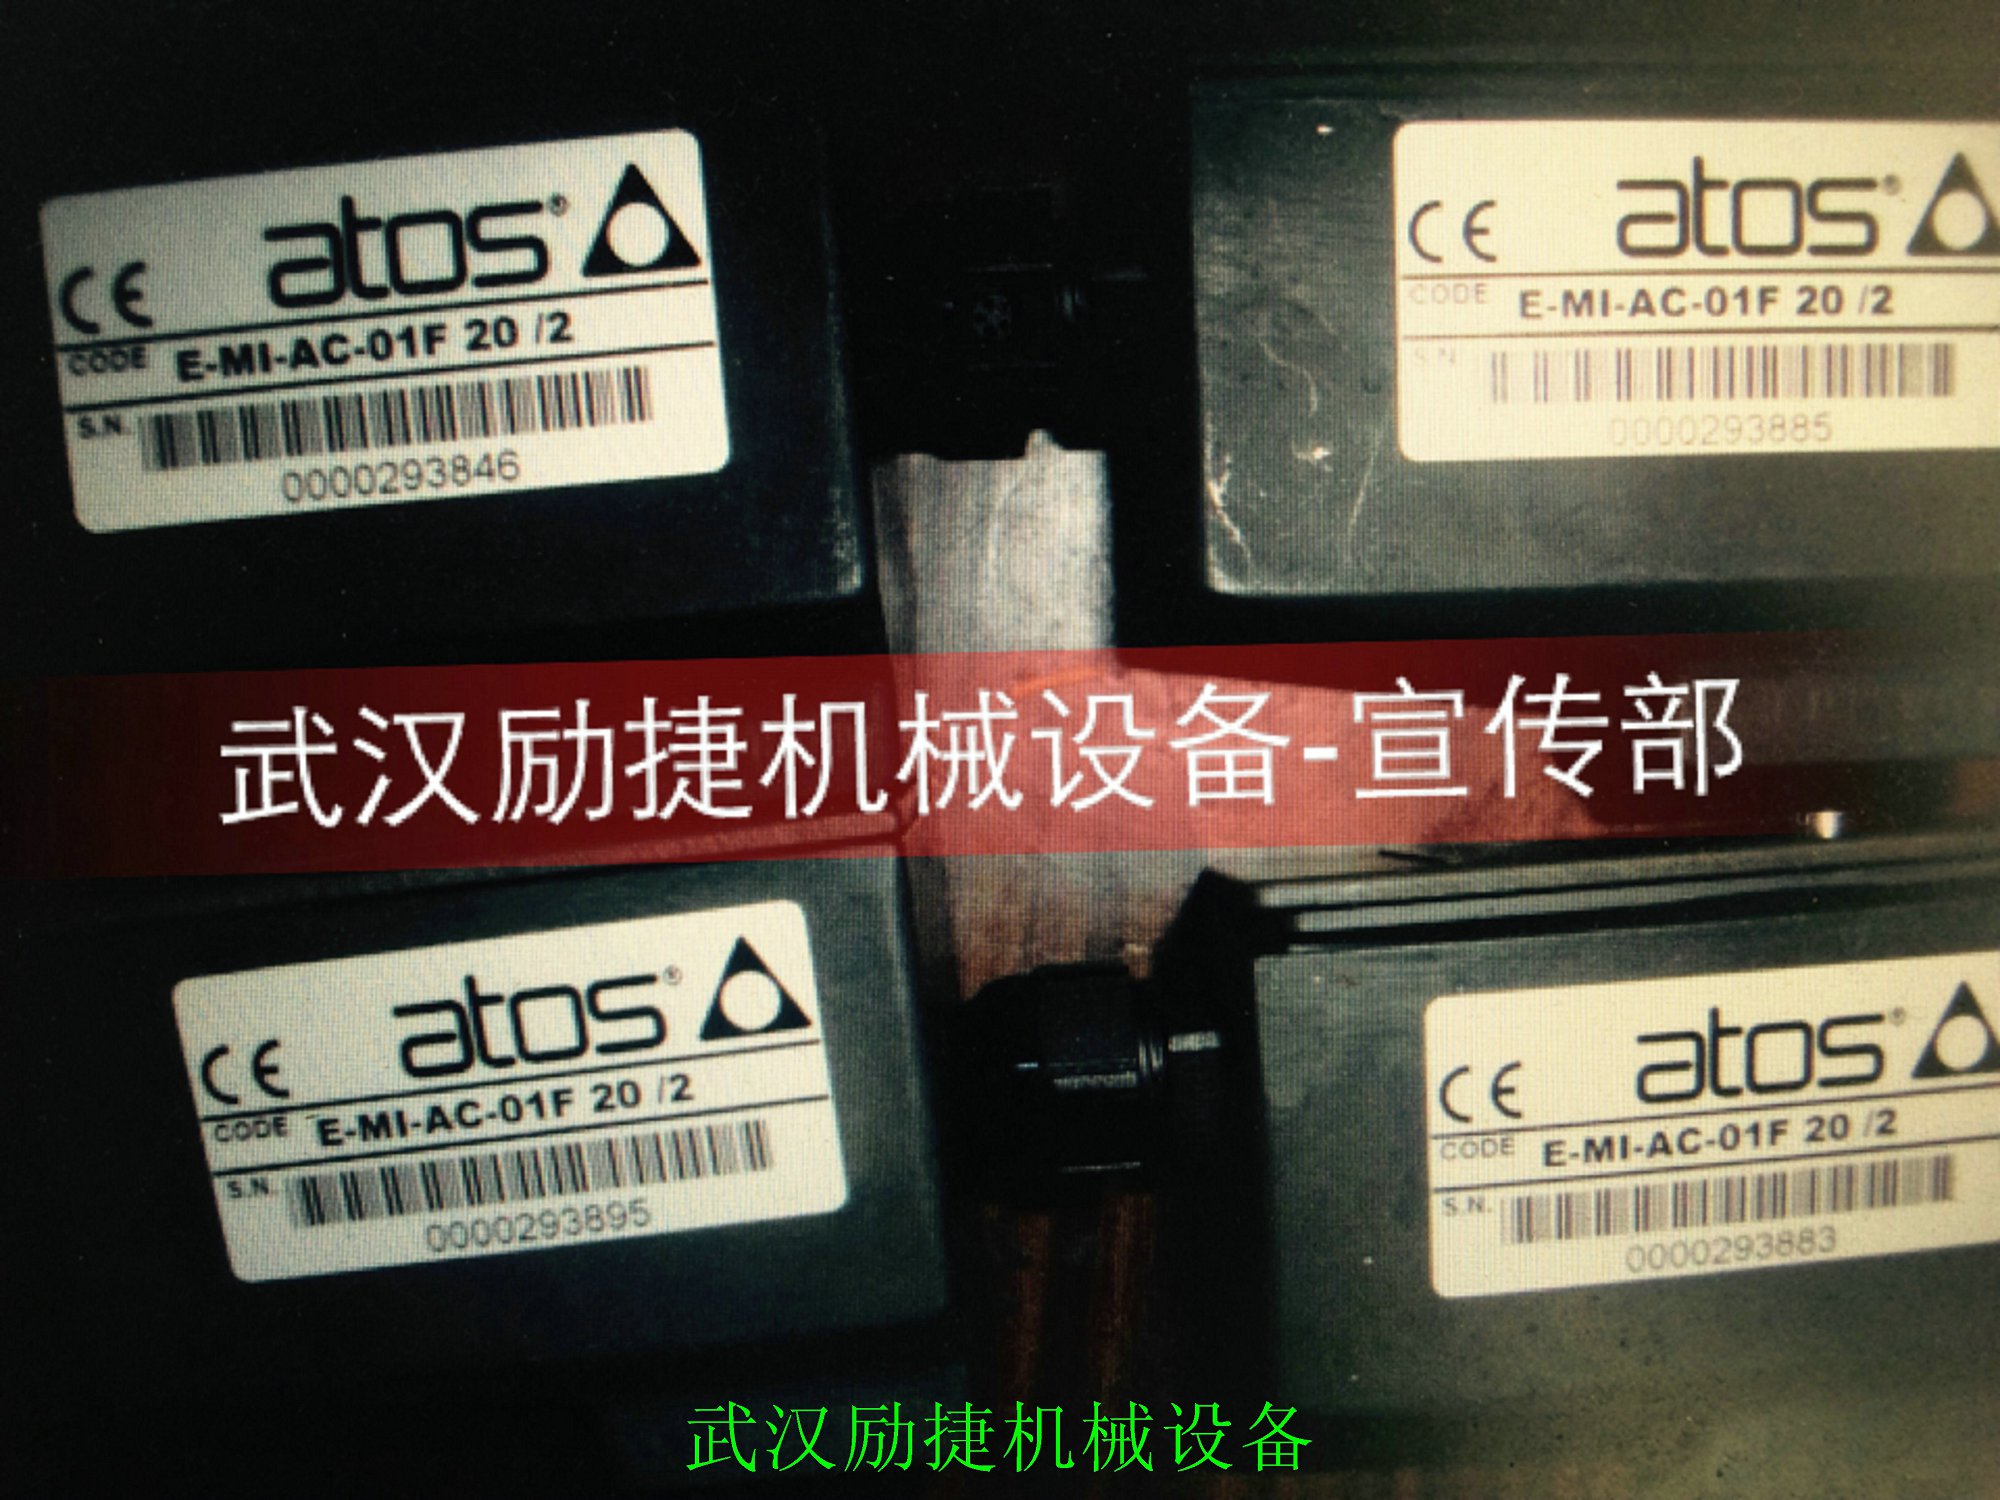 CE atos®
CODE E-MI-AC-01F 20 /2
S.N.
0000293846
CE atos®
CODE E-MI-AC-01F 20 /2
S.N.
0000293885
武汉励捷机械设备-宣传部
CE atos®
CODE E-MI-AC-01F 20 /2
S.N.
0000293895
CE atos®
CODE E-MI-AC-01F 20 /2
S.N.
0000293883
武汉励捷机械设备